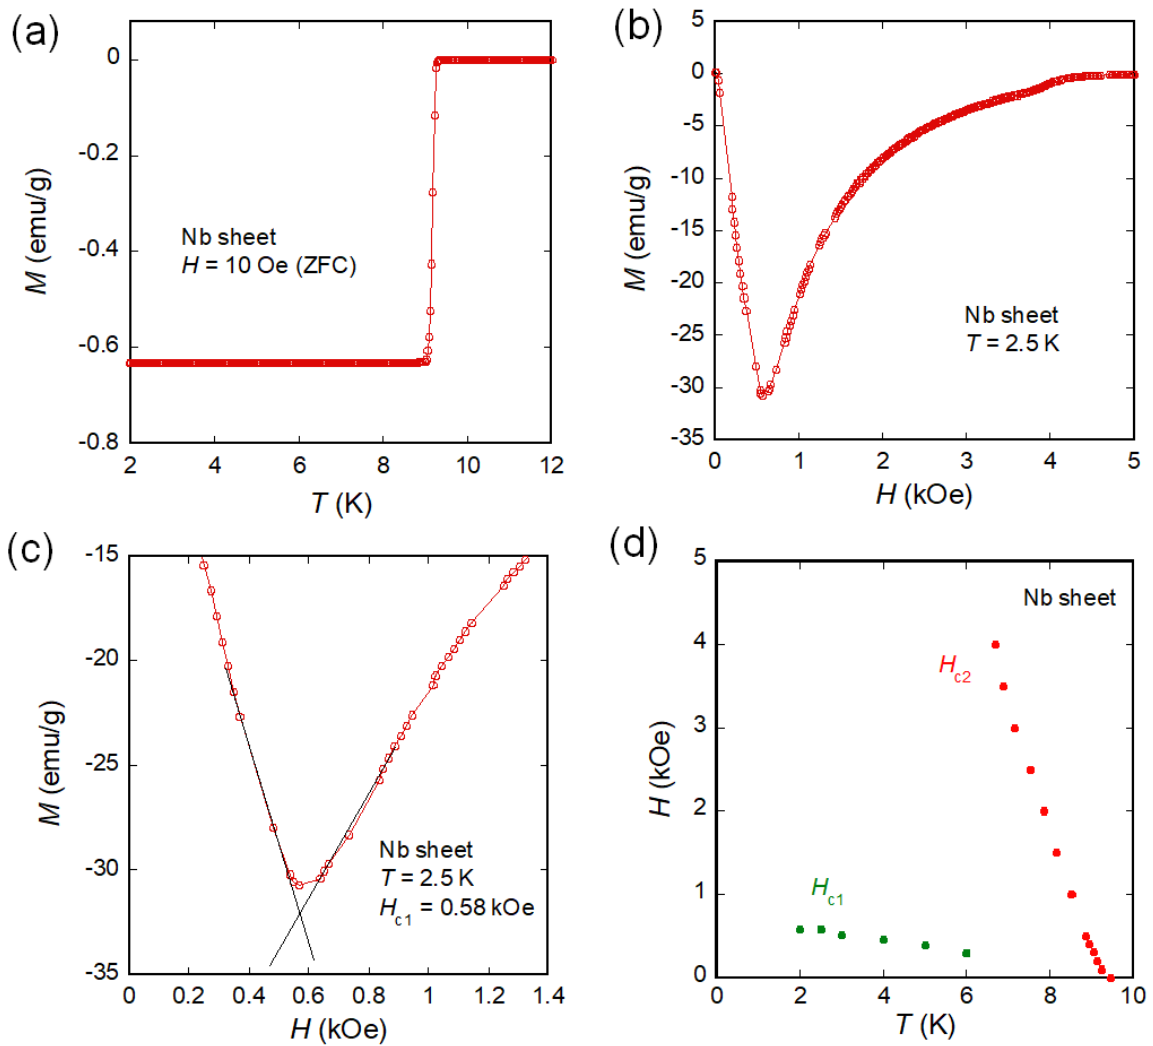 (a)
0
-0.2
-0.4
-0.6
-0.8
M (emu/g)
Nb sheet
H = 10 Oe (ZFC)
2 4 6 8 10 12
T (K)
(b)
5
0
-5
-10
-15
-20
-25
-30
-35
M (emu/g)
Nb sheet
T = 2.5 K
0 1 2 3 4 5
H (kOe)
(c)
-15
-20
-25
-30
-35
M (emu/g)
Nb sheet
T = 2.5 K
Hc1 = 0.58 kOe
0 0.2 0.4 0.6 0.8 1 1.2 1.4
H (kOe)
(d)
5
4
3
2
1
0
H (kOe)
Nb sheet
Hc2
Hc1
0 2 4 6 8 10
T (K)